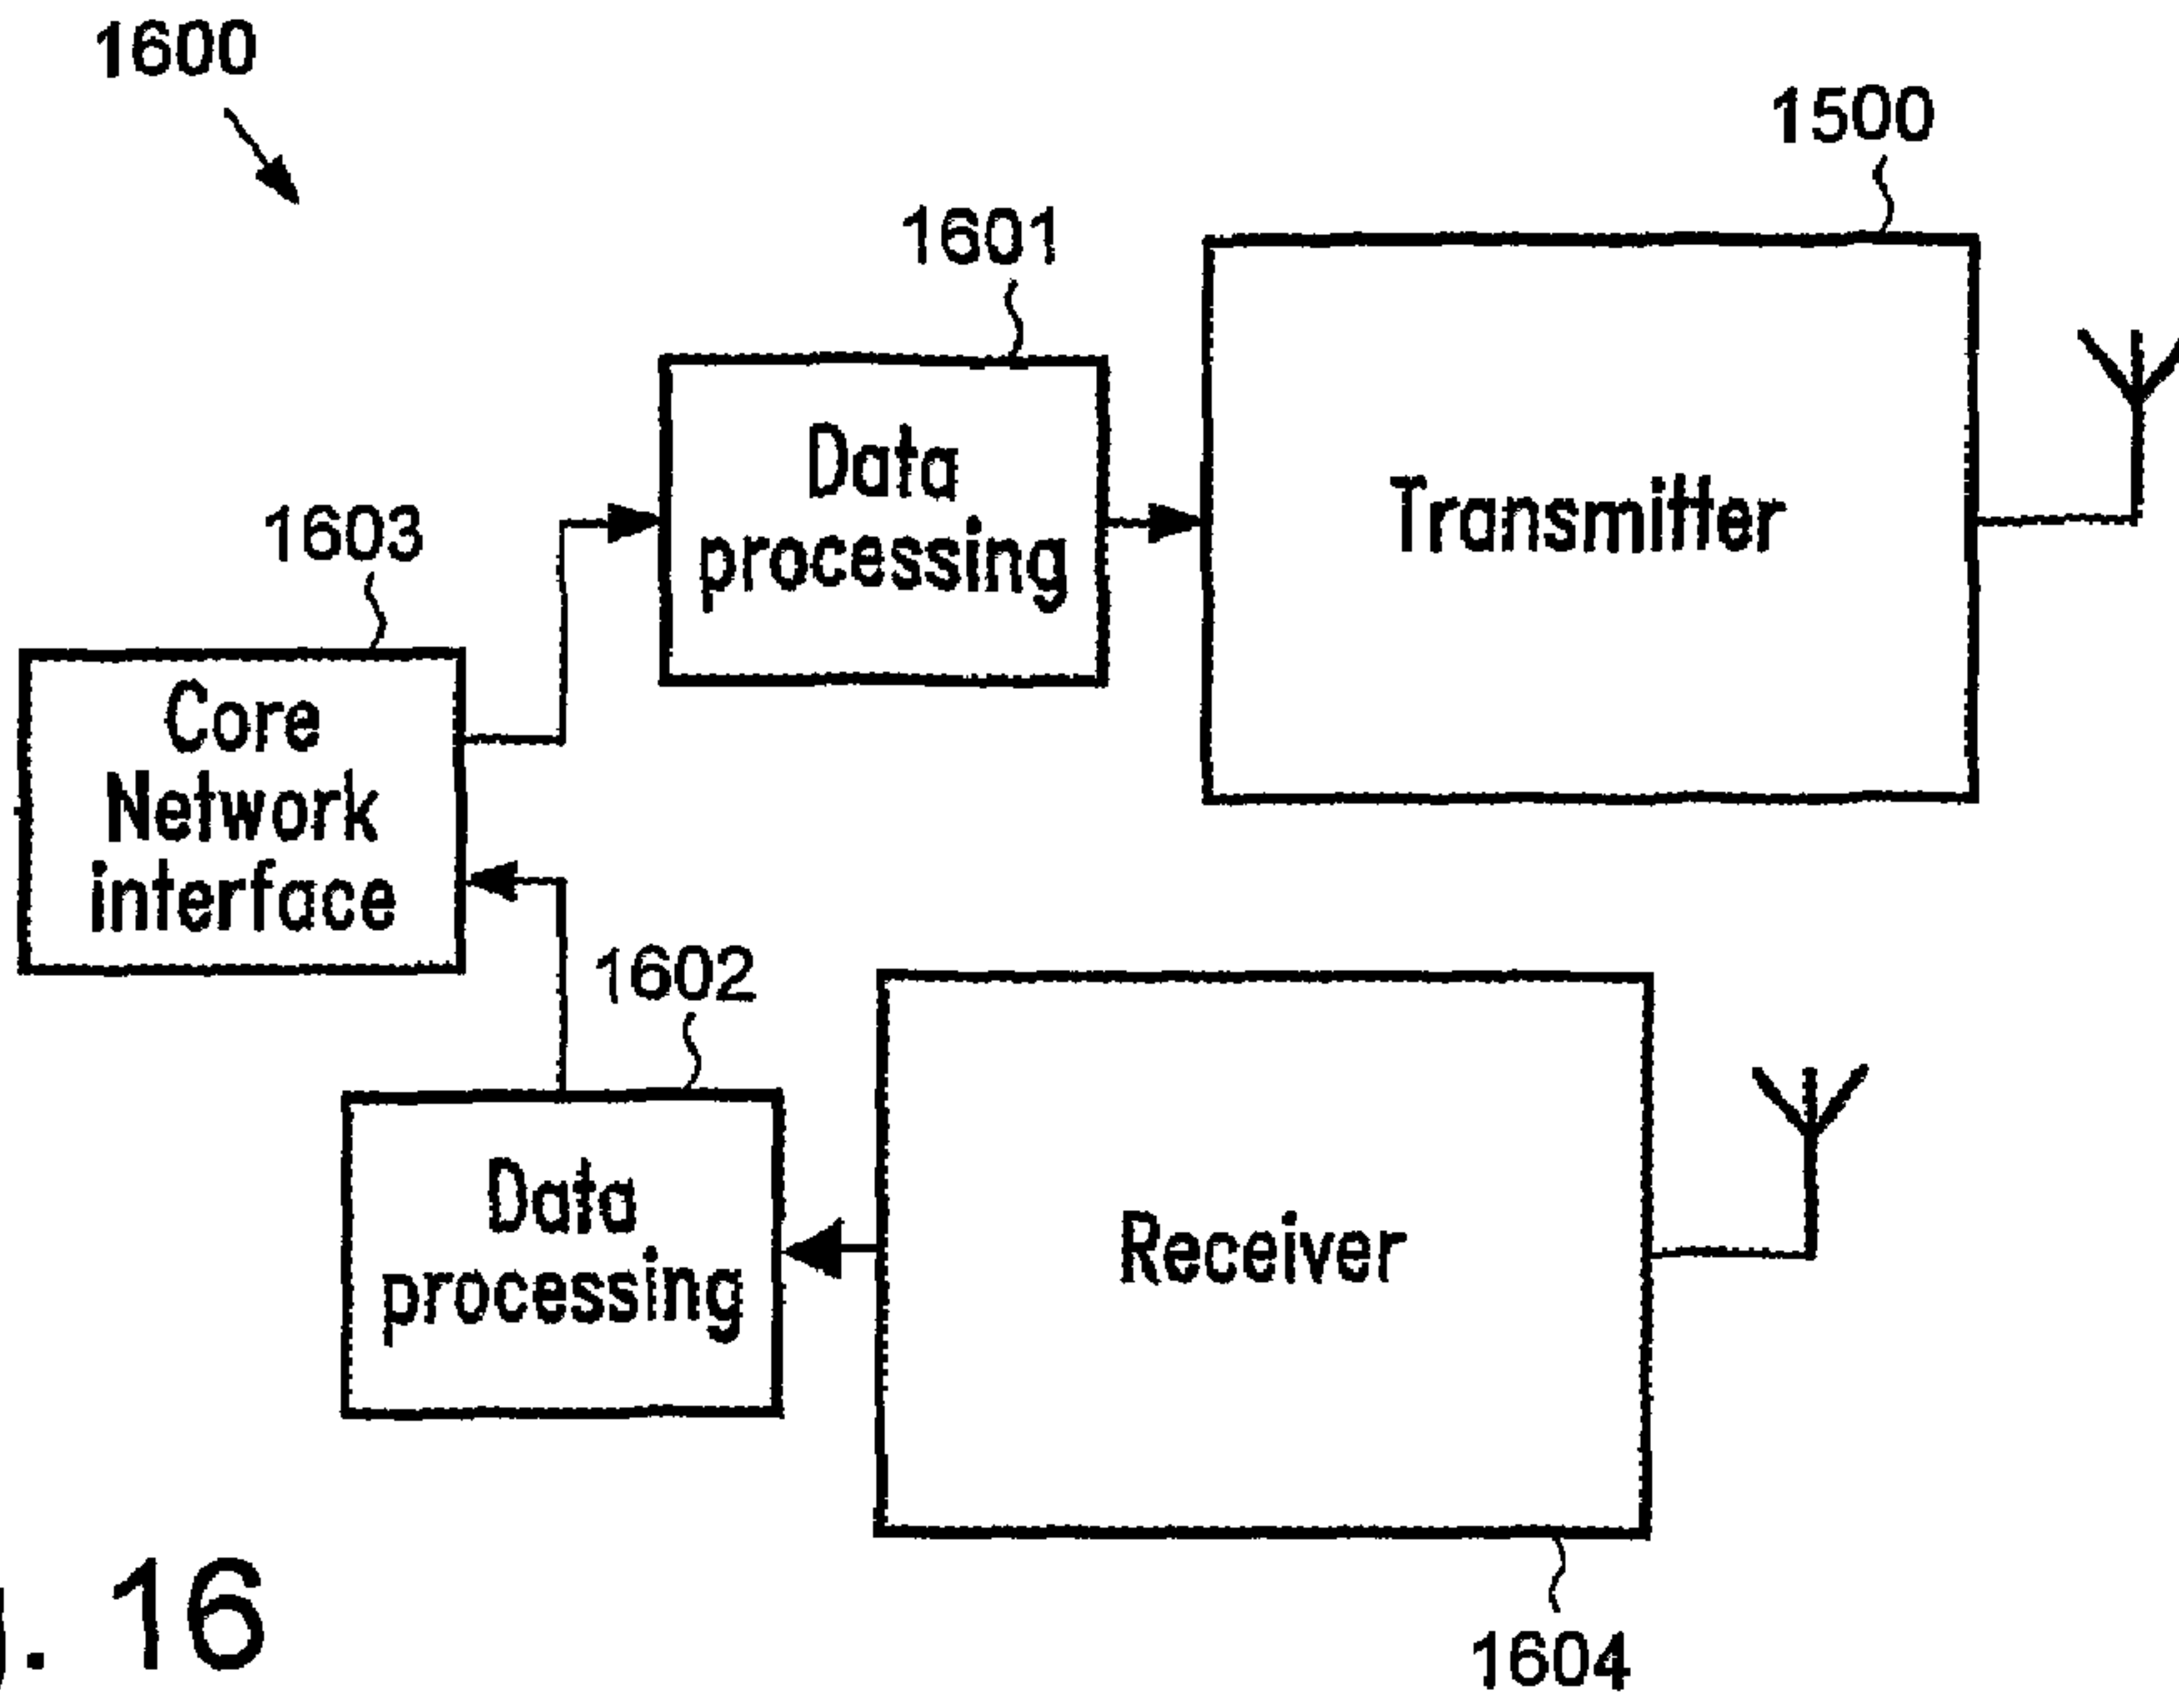 1600
1500
1601
Data
processing
Transmitter
1603
Core
Network
interface
1602
Data
processing
Receiver
16
1604